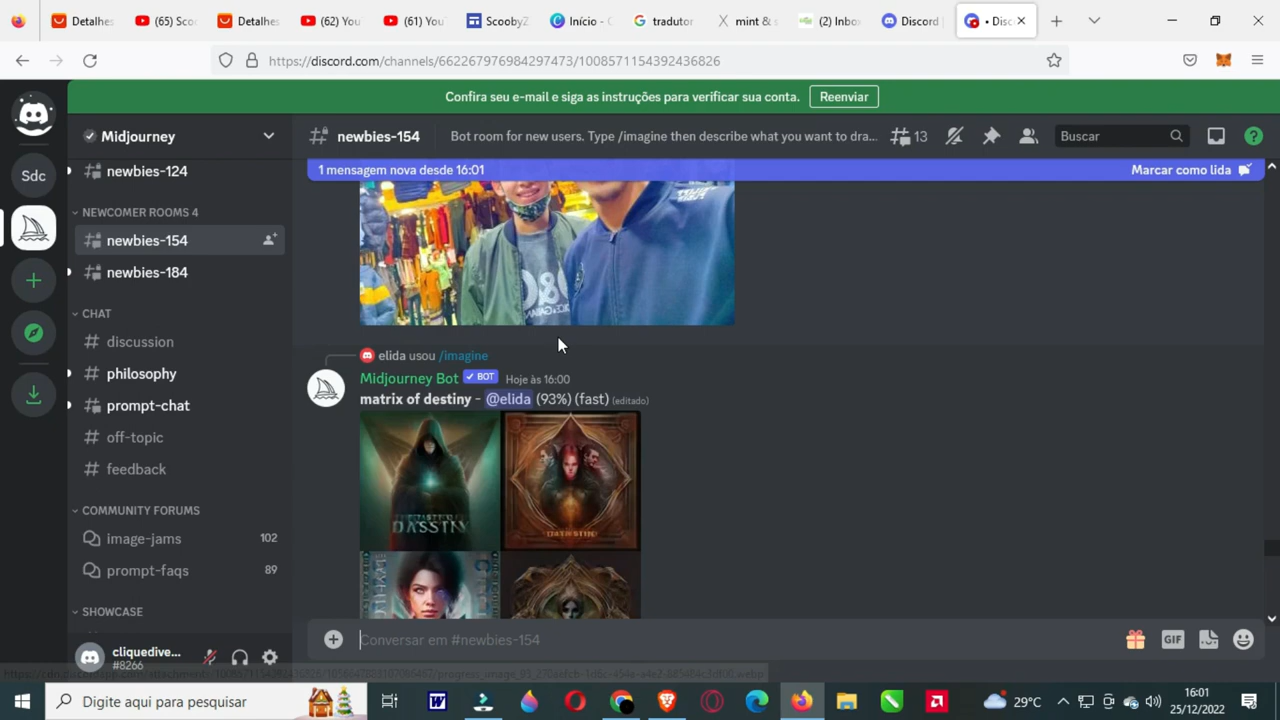 Detalhes
(65) Scoo
Detalhes
(62) You
(61) You
Scooby2
Início - C
tradutor
mint & s
(2) Inbo
Discord
• Disc
https://discord.com/channels/662267976984297473/1008571154392436826
Confira seu e-mail e siga as instruções para verificar sua conta.
Reenviar
Midjourney
newbies-154
Bot room for new users. Type /imagine then describe what you want to dra...
13
Buscar
1 mensagem nova desde 16:01
Marcar como lida
Sdc
newbies-124
NEWCOMER ROOMS 4
newbies-154
newbies-184
CHAT
discussion
philosophy
prompt-chat
off-topic
feedback
COMMUNITY FORUMS
image-jams 102
prompt-faqs 89
SHOWCASE
elida usou /imagine
Midjourney Bot BOT Hoje às 16:00
matrix of destiny - @elida (93%) (fast) (editado)
DASSTNY
Conversar em #newbies-154
GIF
cliquedive...
#8266
Digite aqui para pesquisar
29°C
16:01
25/12/2022